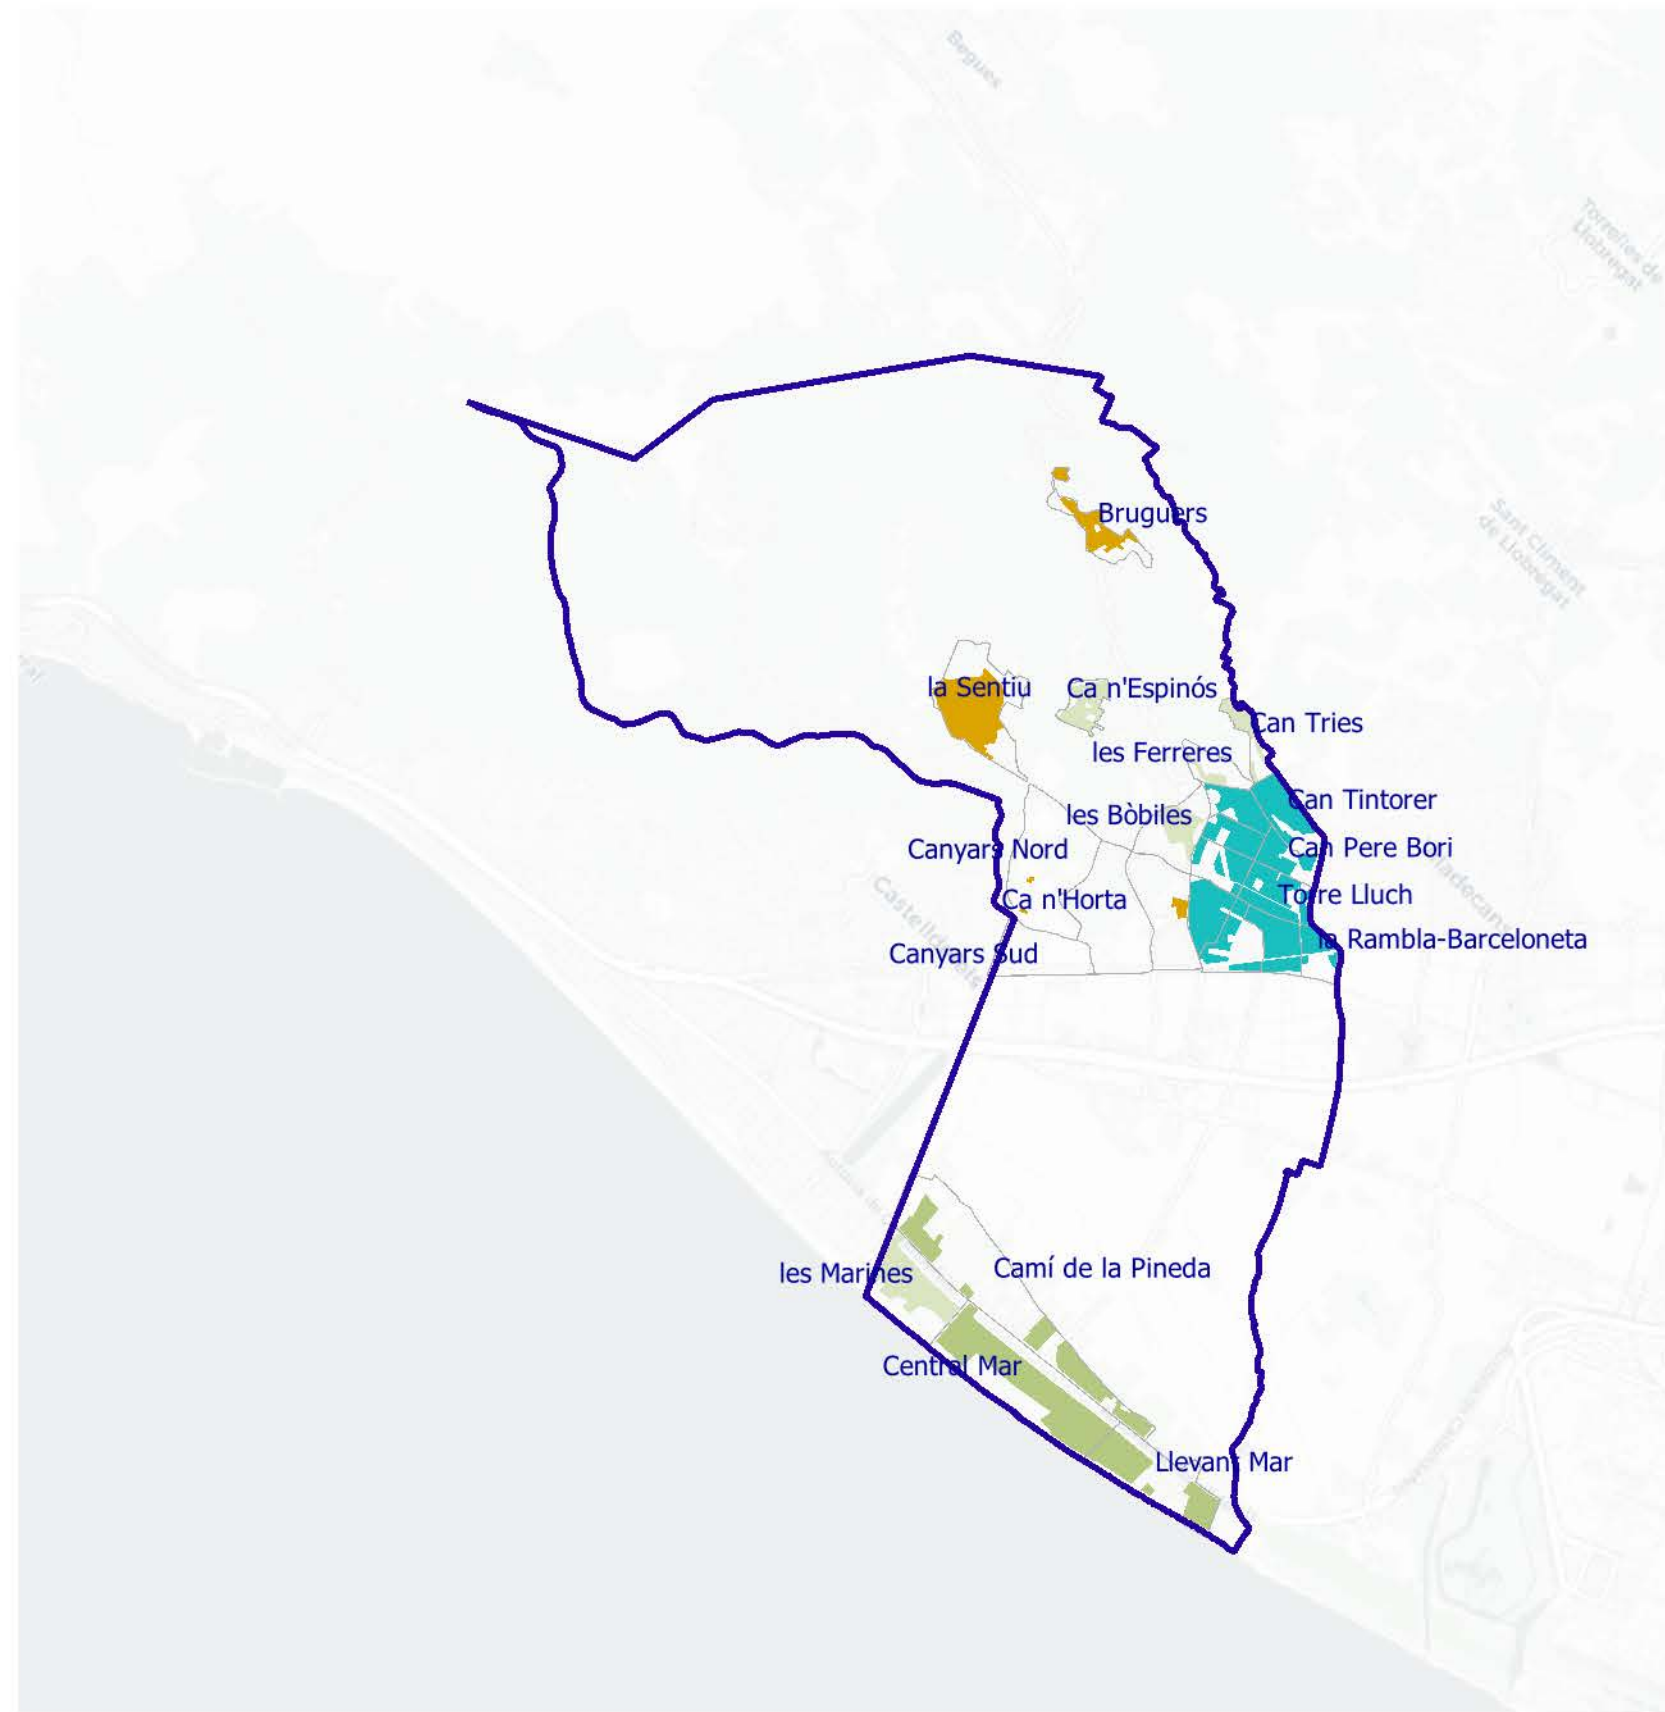 Begues
Torrelles de
Llobregat
Sant Climent
de Llobregat
Bruguers
la Sentiu
Ca n'Espinós
Can Tries
les Ferreres
Can Tintorer
les Bòbiles
Canyars Nord
Can Pere Bori
Ca n'Horta
Torre Lluch
la Rambla-Barceloneta
Canyars Sud
les Marines
Camí de la Pineda
Central Mar
Llevant Mar